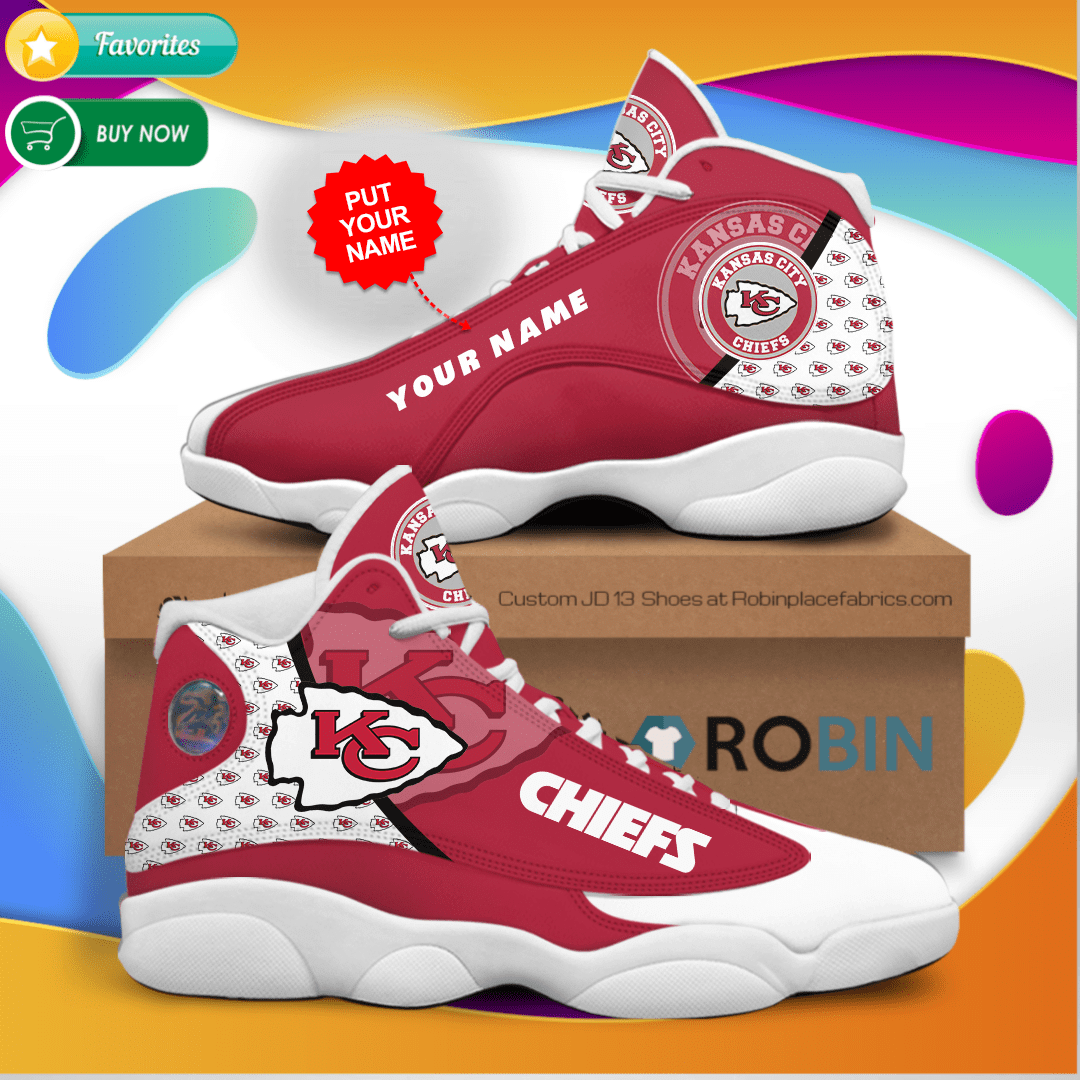 Favorites
BUY NOW
PUT
YOUR
NAME
KANSAS CITY
CHIEFS
KANSAS C
KANSAS CITY
KC
CHIEFS
YOUR NAME
Custom JD 13 Shoes at Robinplacefabrics.com
KC
KC
KC
CHIEFS
ROBIN